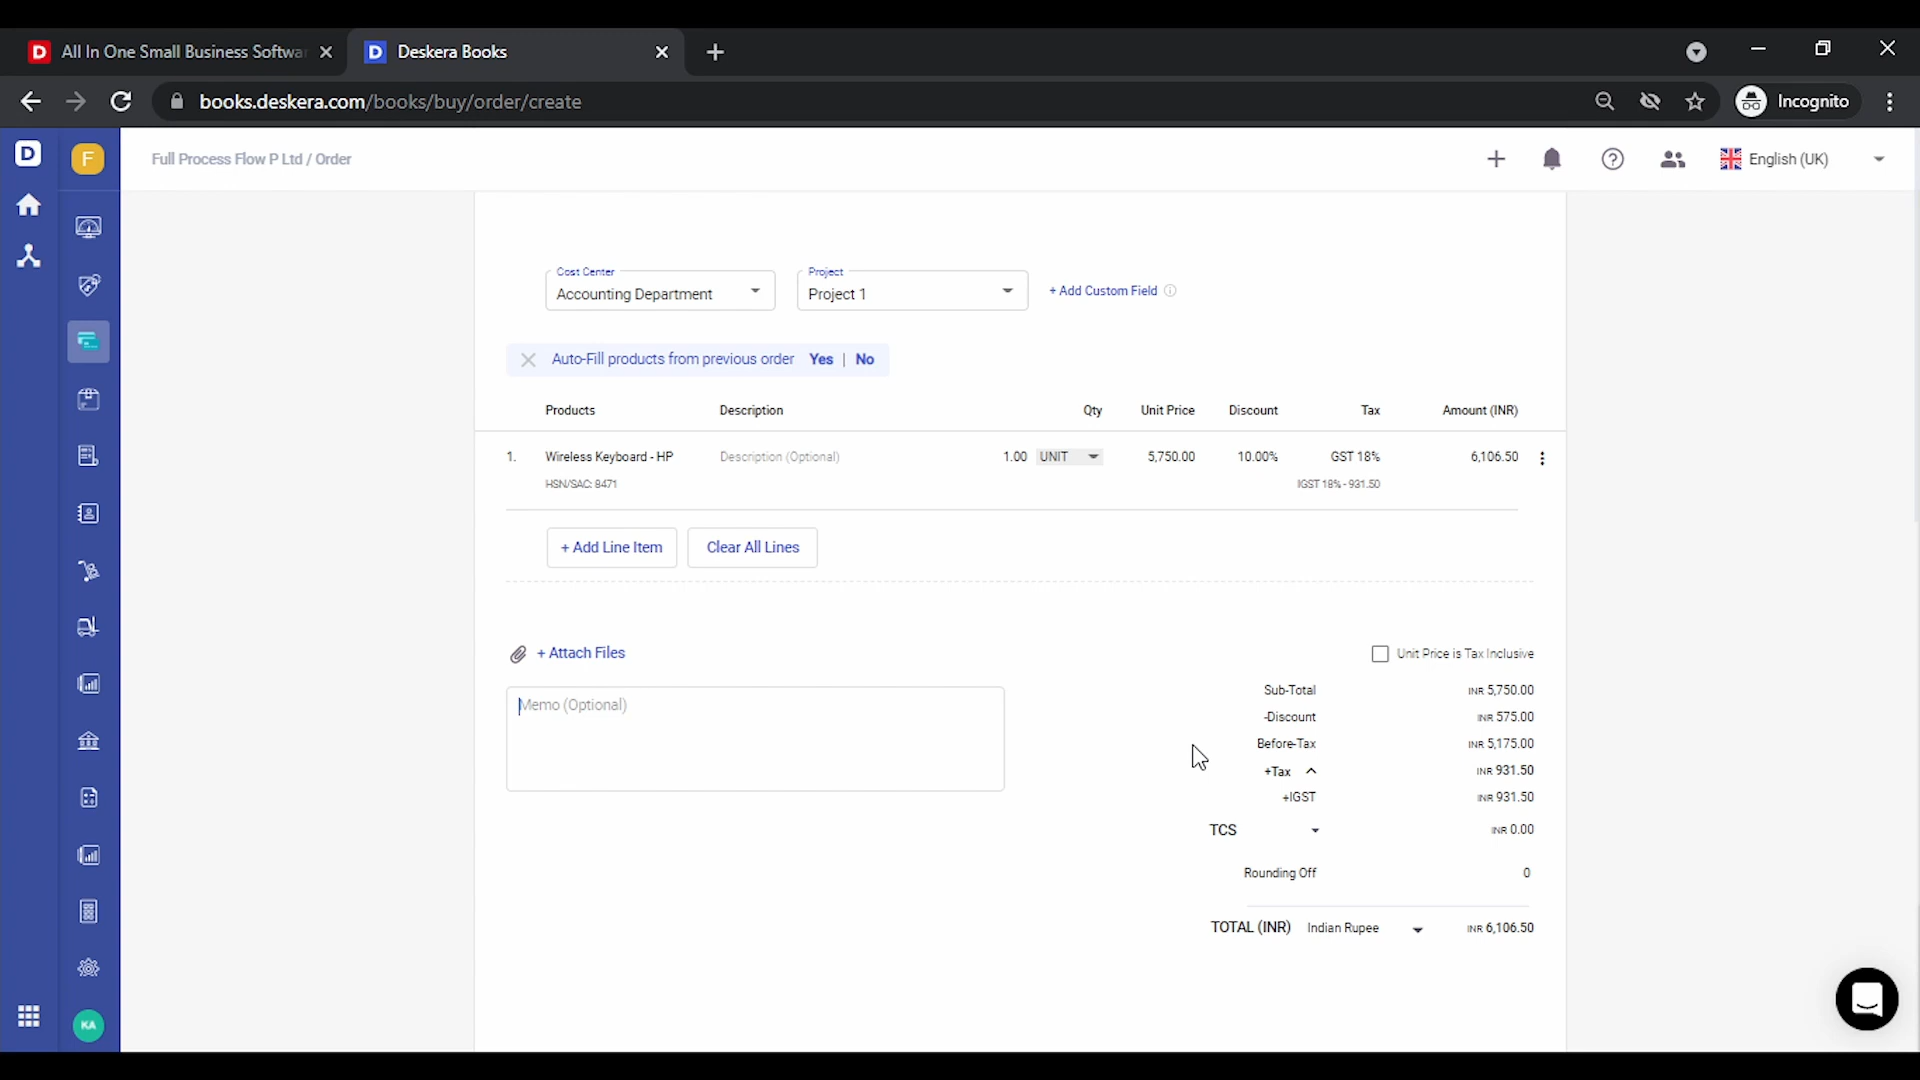 D All In One Small Business Softwar
D Deskera Books
books.deskera.com/books/buy/order/create
Incognito
D
F
Full Process Flow P Ltd / Order
English (UK)
Cost Center
Accounting Department
Project
Project 1
+ Add Custom Field
Auto-Fill products from previous order Yes | No
Products Description Qty Unit Price Discount Tax Amount (INR)
1. Wireless Keyboard - HP Description (Optional) 1.00 UNIT 5,750.00 10.00% GST 18% 6,106.50
HSN/SAC: 8471 IGST 18% - 931.50
+ Add Line Item Clear All Lines
+ Attach Files
Unit Price is Tax Inclusive
Memo (Optional)
Sub-Total INR 5,750.00
-Discount INR 575.00
Before-Tax INR 5,175.00
+Tax INR 931.50
+IGST INR 931.50
TCS INR 0.00
Rounding Off 0
TOTAL (INR) Indian Rupee INR 6,106.50
KA